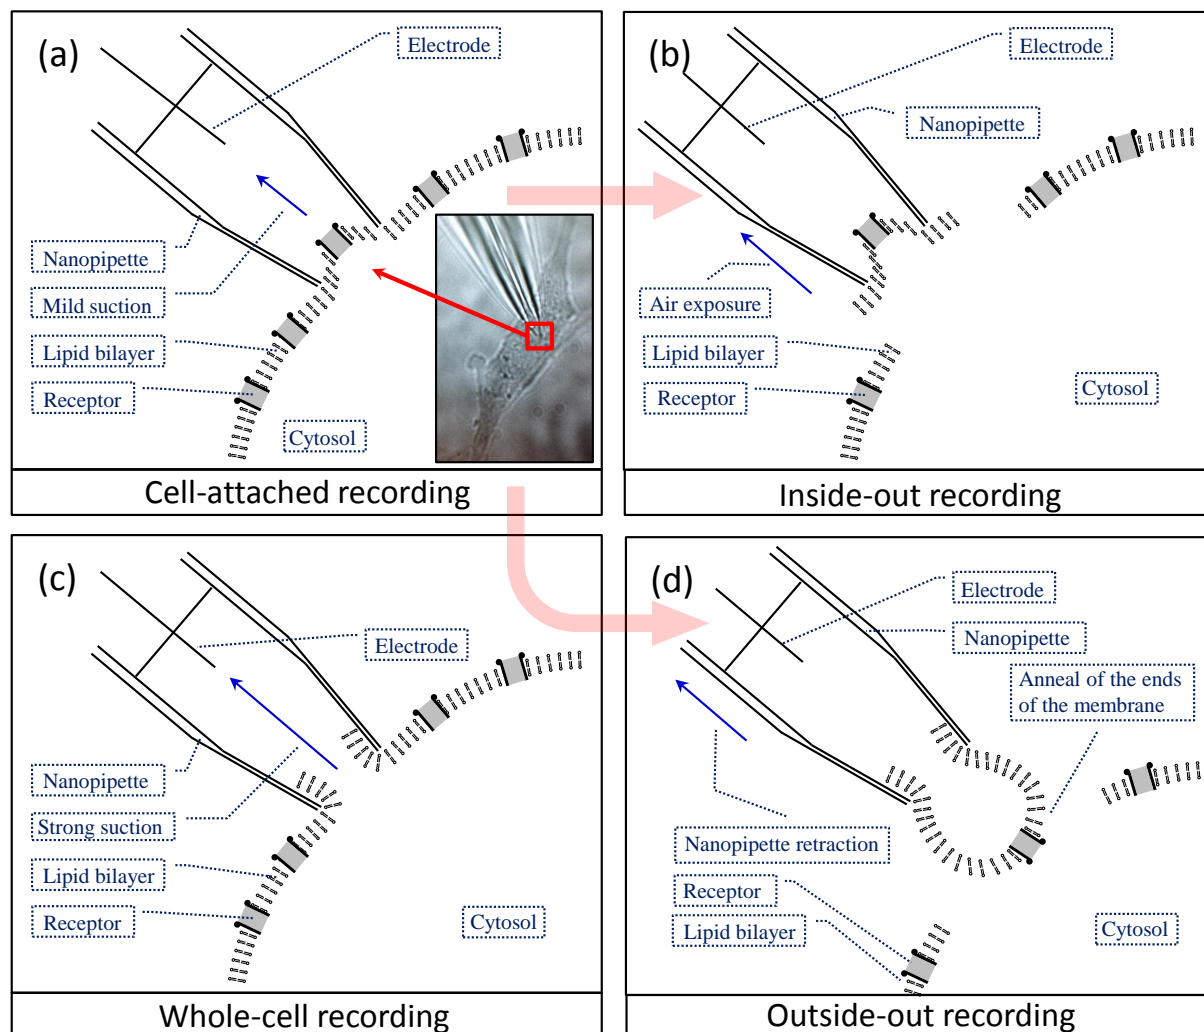 (a)
Electrode
Nanopipette
Mild suction
Lipid bilayer
Receptor
Cytosol
Cell-attached recording
(b)
Electrode
Nanopipette
Air exposure
Lipid bilayer
Receptor
Cytosol
Inside-out recording
(c)
Electrode
Nanopipette
Strong suction
Lipid bilayer
Receptor
Cytosol
Whole-cell recording
(d)
Electrode
Nanopipette
Anneal of the ends
of the membrane
Nanopipette retraction
Receptor
Lipid bilayer
Cytosol
Outside-out recording